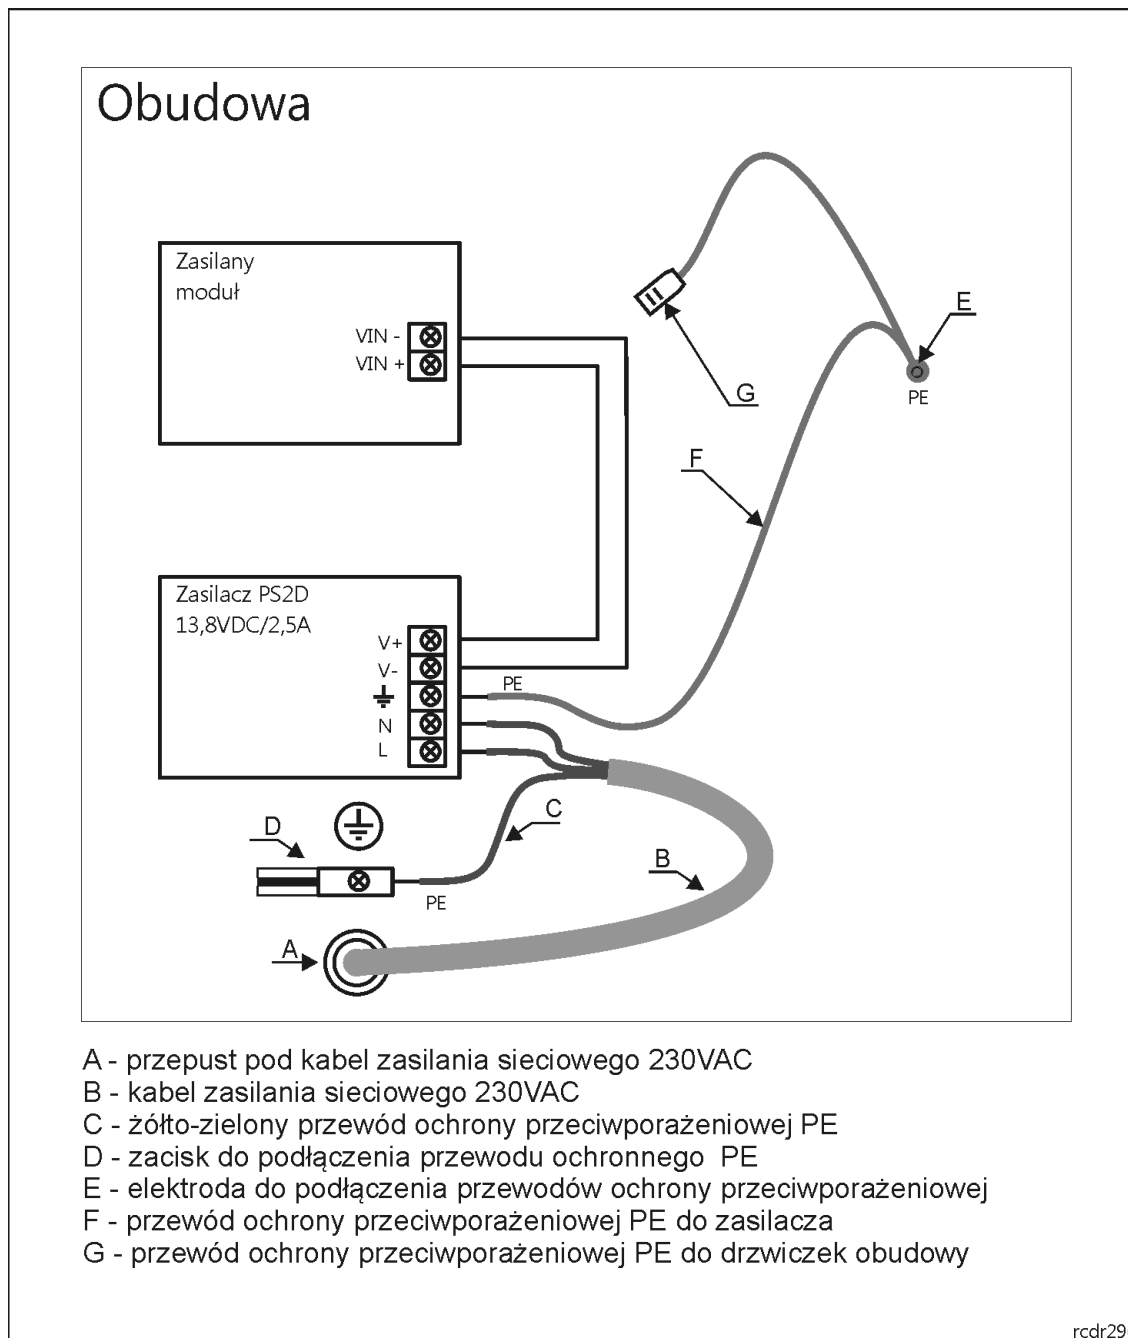 Obudowa
Zasilany
moduł
VIN -
VIN +
E
PE
G
F
Zasilacz PS2D
13,8VDC/2,5A
V+
V-
PE
N
L
C
D
B
PE
A
A - przepust pod kabel zasilania sieciowego 230VAC
B - kabel zasilania sieciowego 230VAC
C - żółto-zielony przewód ochrony przeciwporażeniowej PE
D - zacisk do podłączenia przewodu ochronnego  PE
E - elektroda do podłączenia przewodów ochrony przeciwporażeniowej
F - przewód ochrony przeciwporażeniowej PE do zasilacza
G - przewód ochrony przeciwporażeniowej PE do drzwiczek obudowy
rcdr29